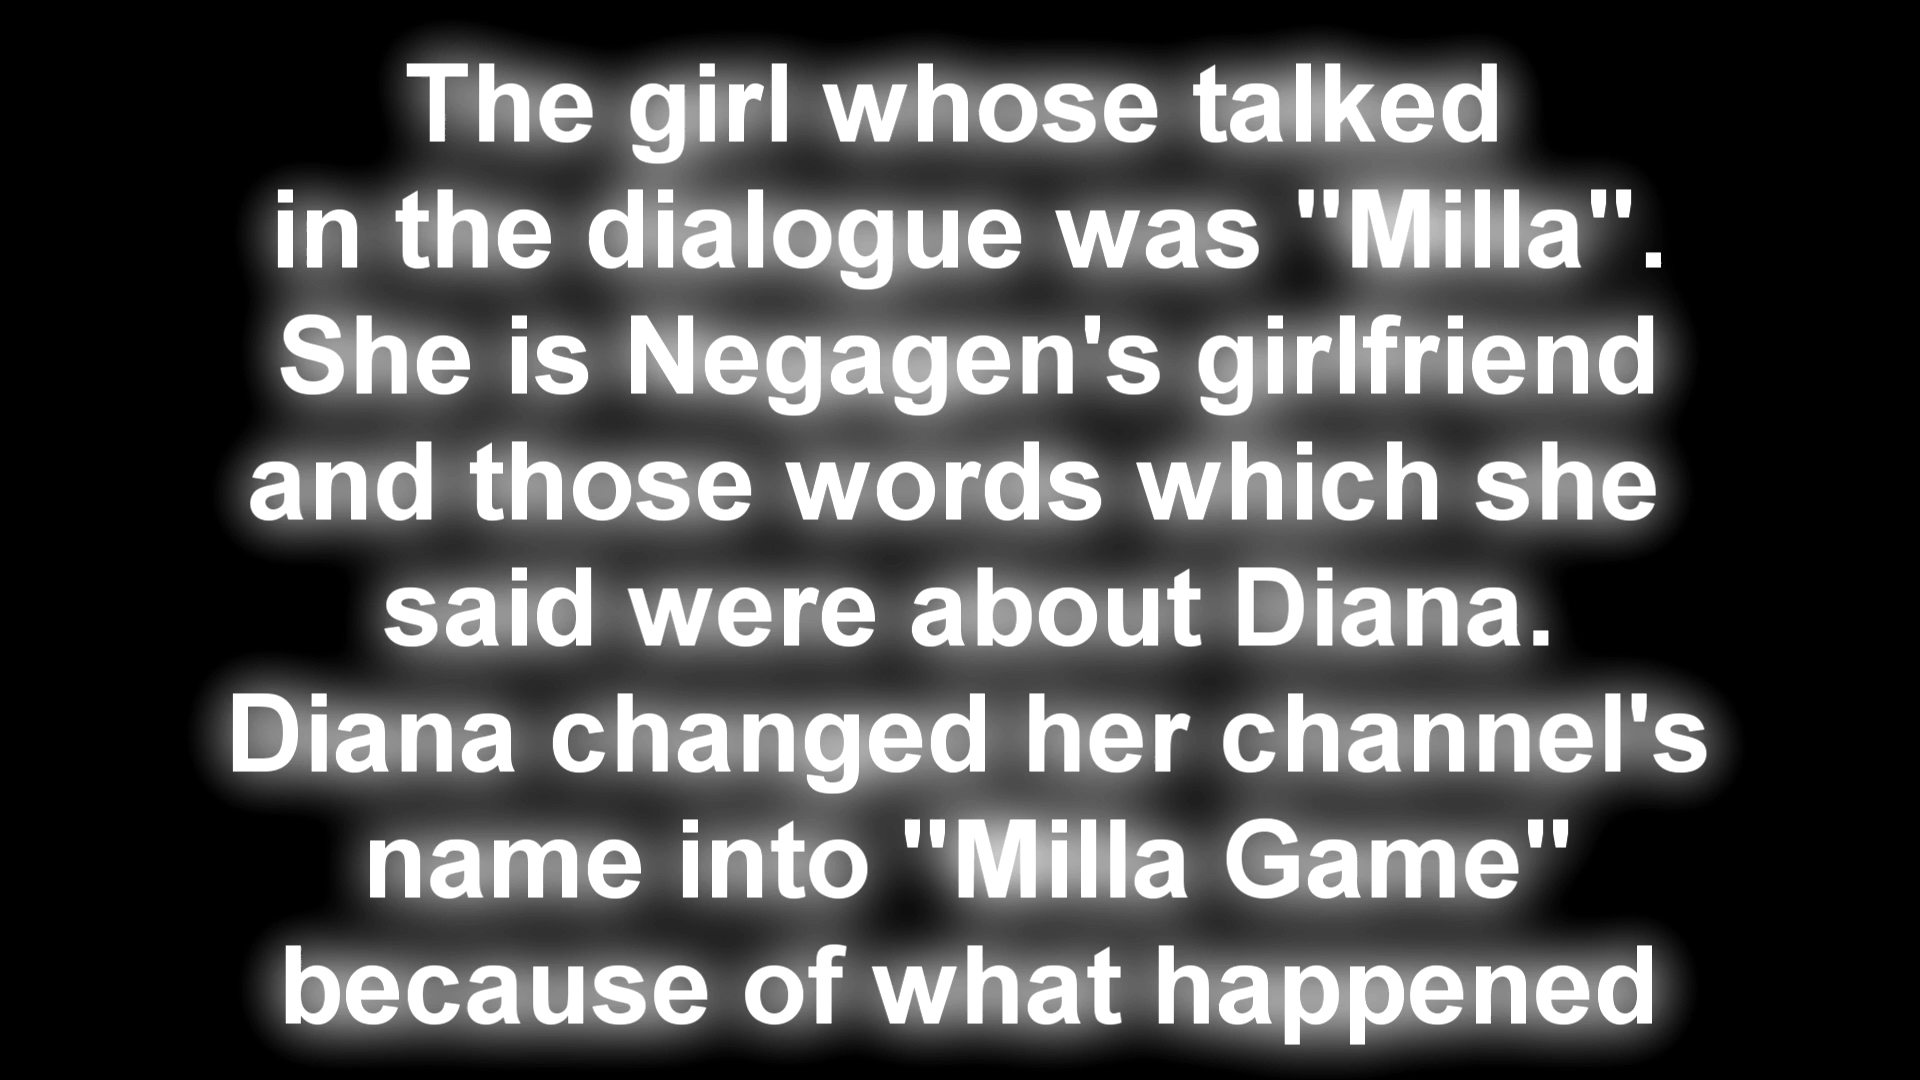 The girl whose talked
in the dialogue was "Milla".
She is Negagen's girlfriend
and those words which she
said were about Diana.
Diana changed her channel's
name into "Milla Game"
because of what happened